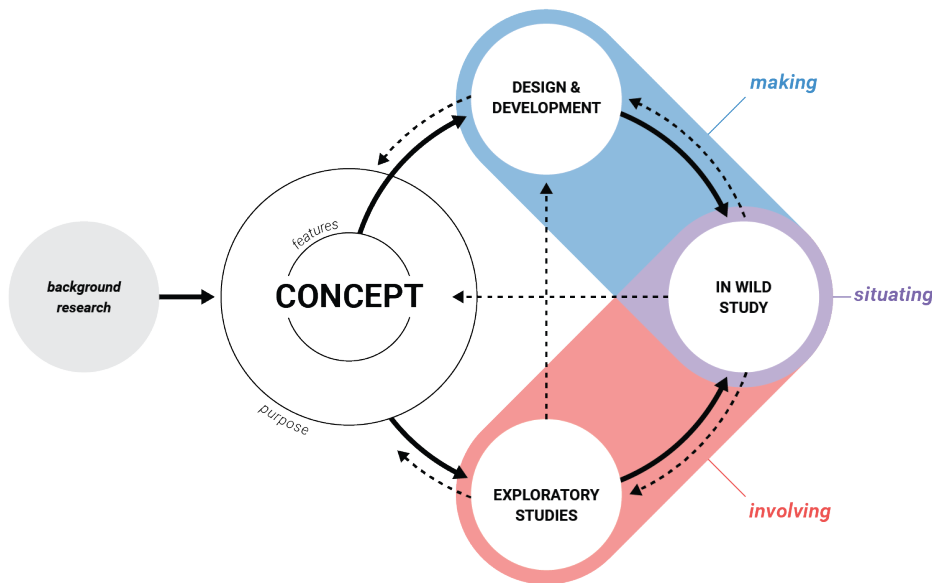 DESIGN &
DEVELOPMENT
making
features
background
research
CONCEPT
IN WILD
STUDY
situating
purpose
EXPLORATORY
STUDIES
involving